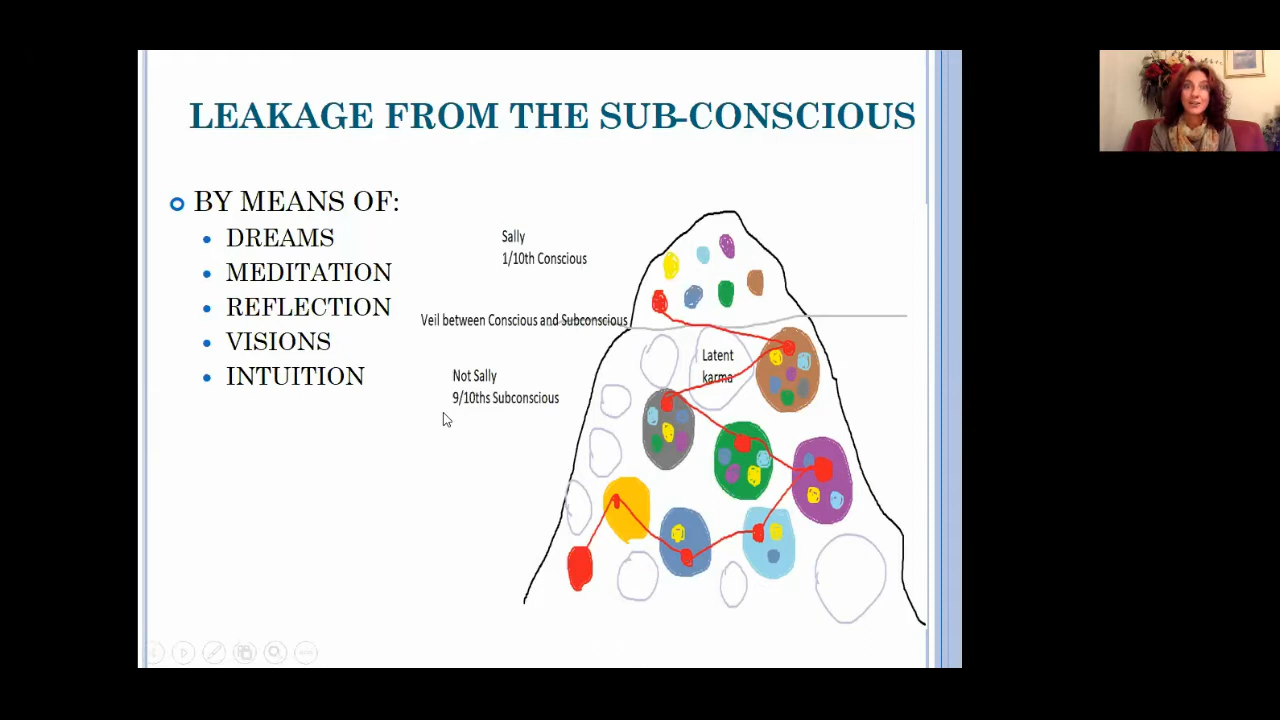 LEAKAGE FROM THE SUB-CONSCIOUS
BY MEANS OF:
DREAMS
MEDITATION
REFLECTION
VISIONS
INTUITION
Sally
1/10th Conscious
Veil between Conscious and Subconscious
Not Sally
9/10ths Subconscious
Latent
karma